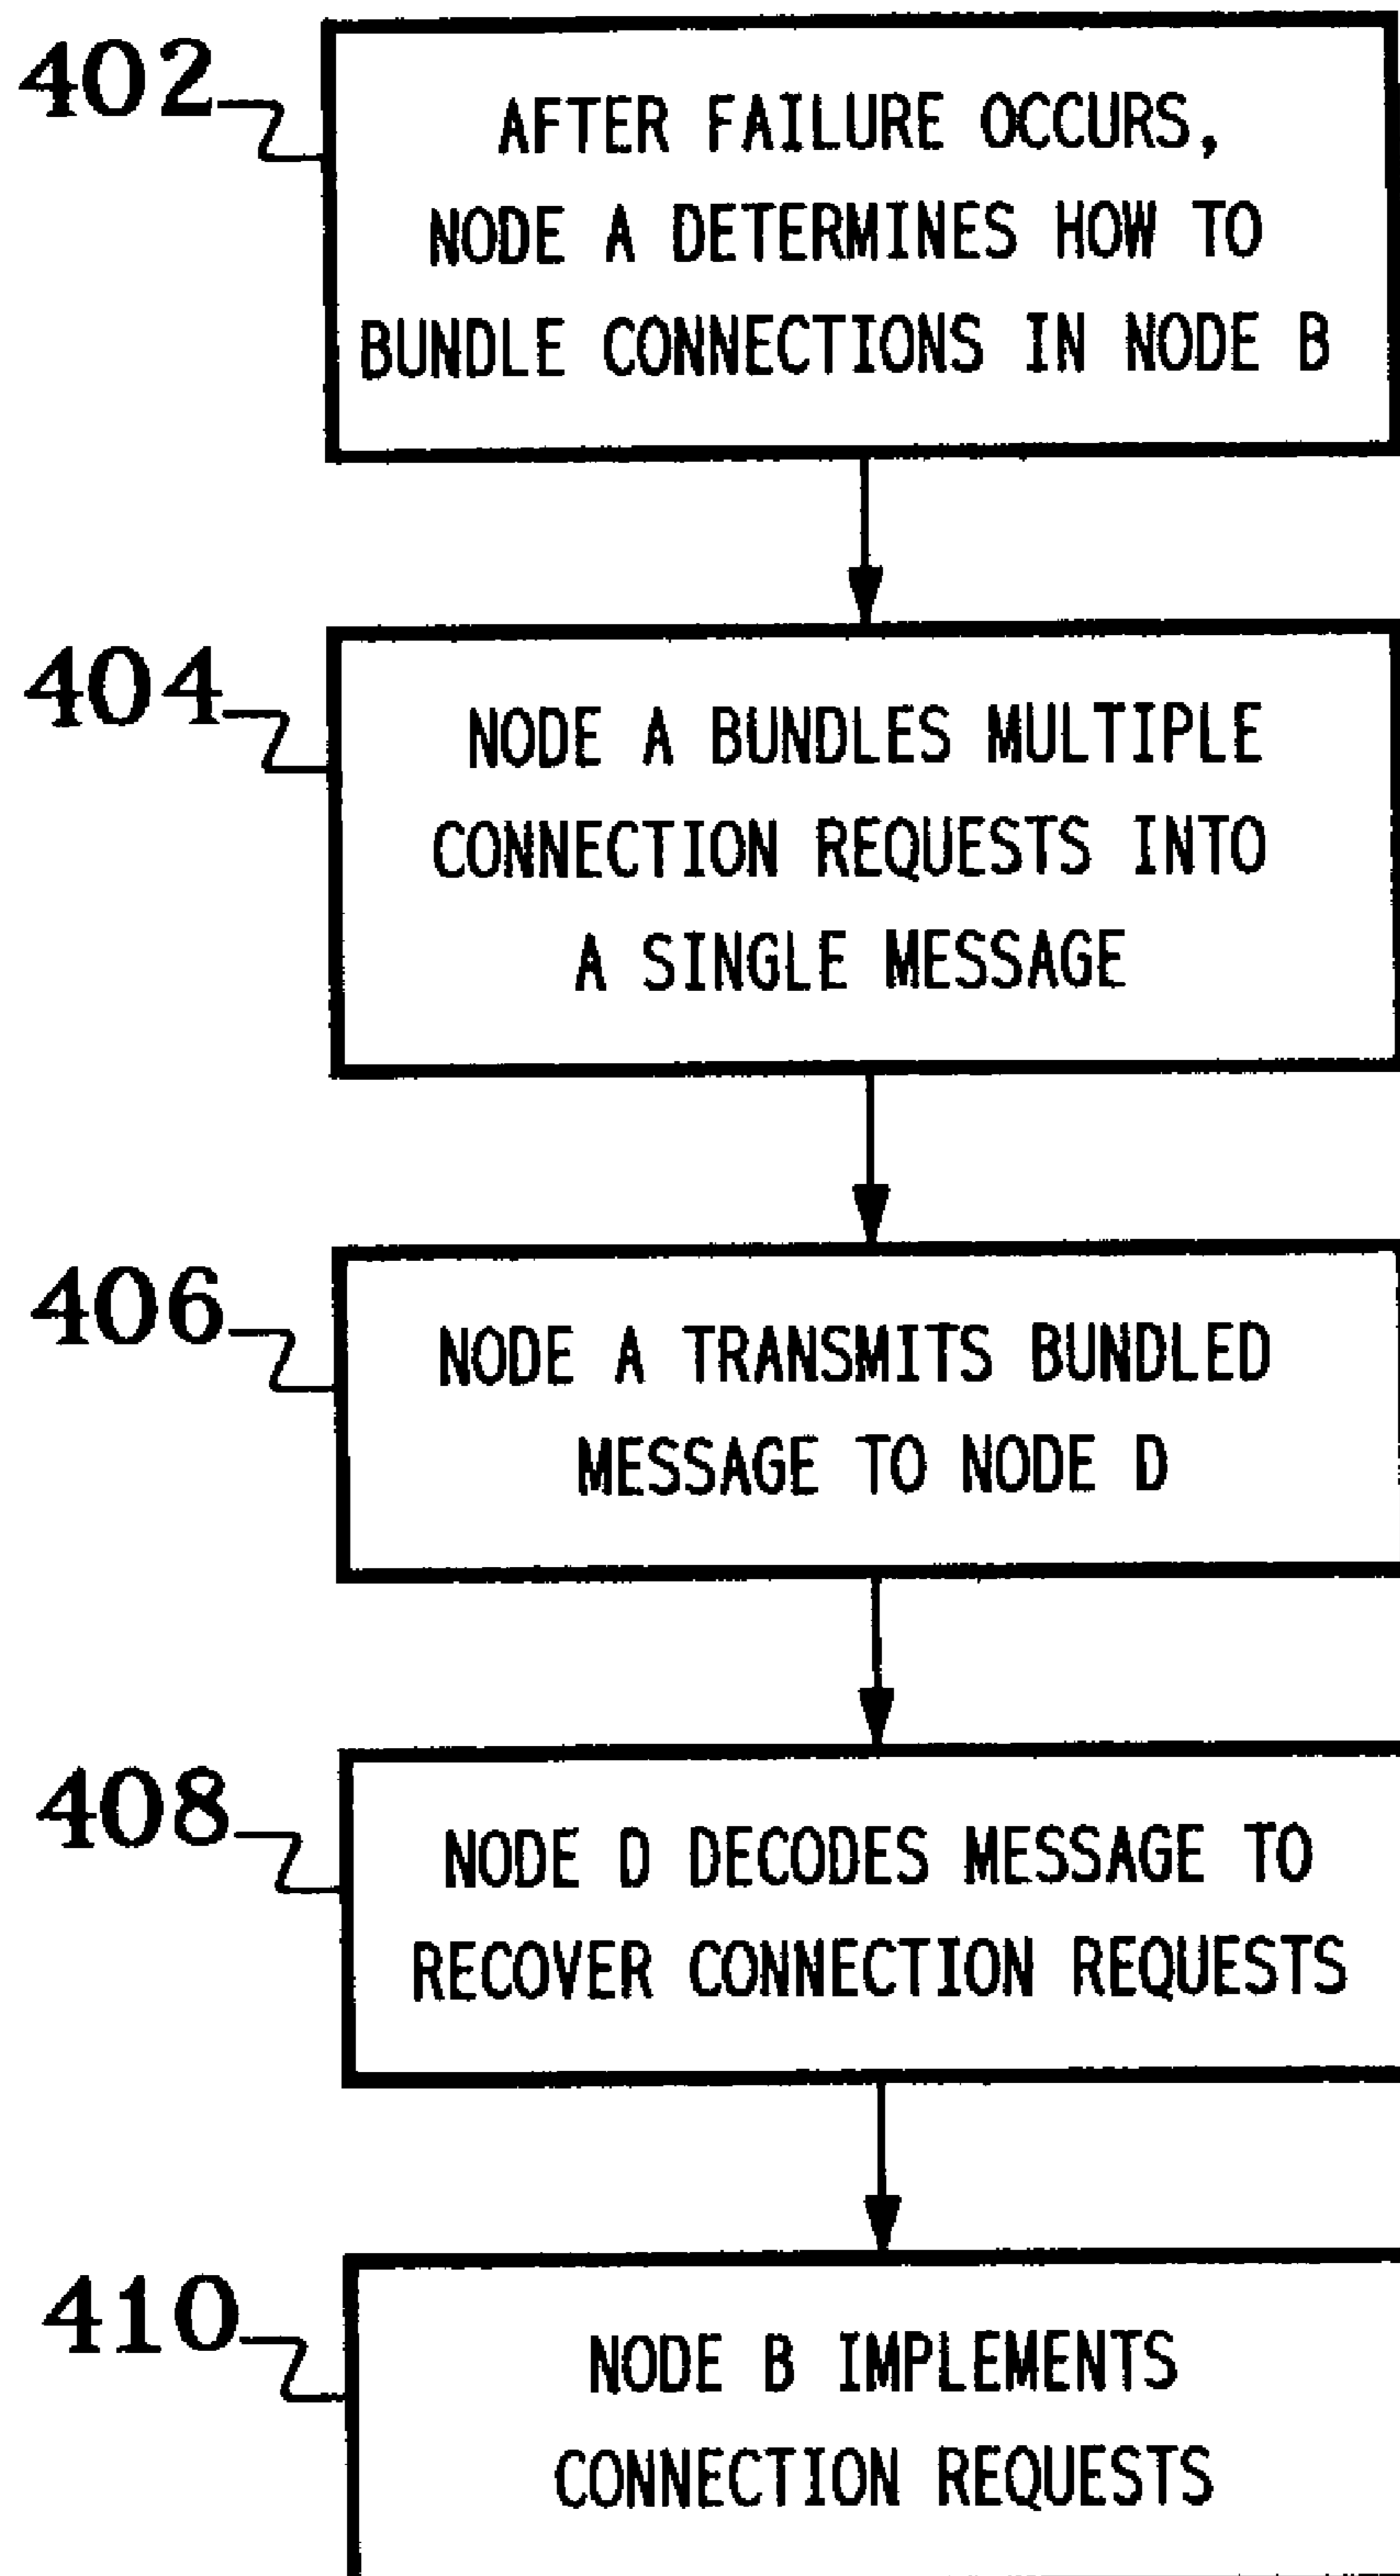 402
AFTER FAILURE OCCURS,
NODE A DETERMINES HOW TO
BUNDLE CONNECTIONS IN NODE B
404
NODE A BUNDLES MULTIPLE
CONNECTION REQUESTS INTO
A SINGLE MESSAGE
406
NODE A TRANSMITS BUNDLED
MESSAGE TO NODE D
408
NODE D DECODES MESSAGE TO
RECOVER CONNECTION REQUESTS
410
NODE B IMPLEMENTS
CONNECTION REQUESTS